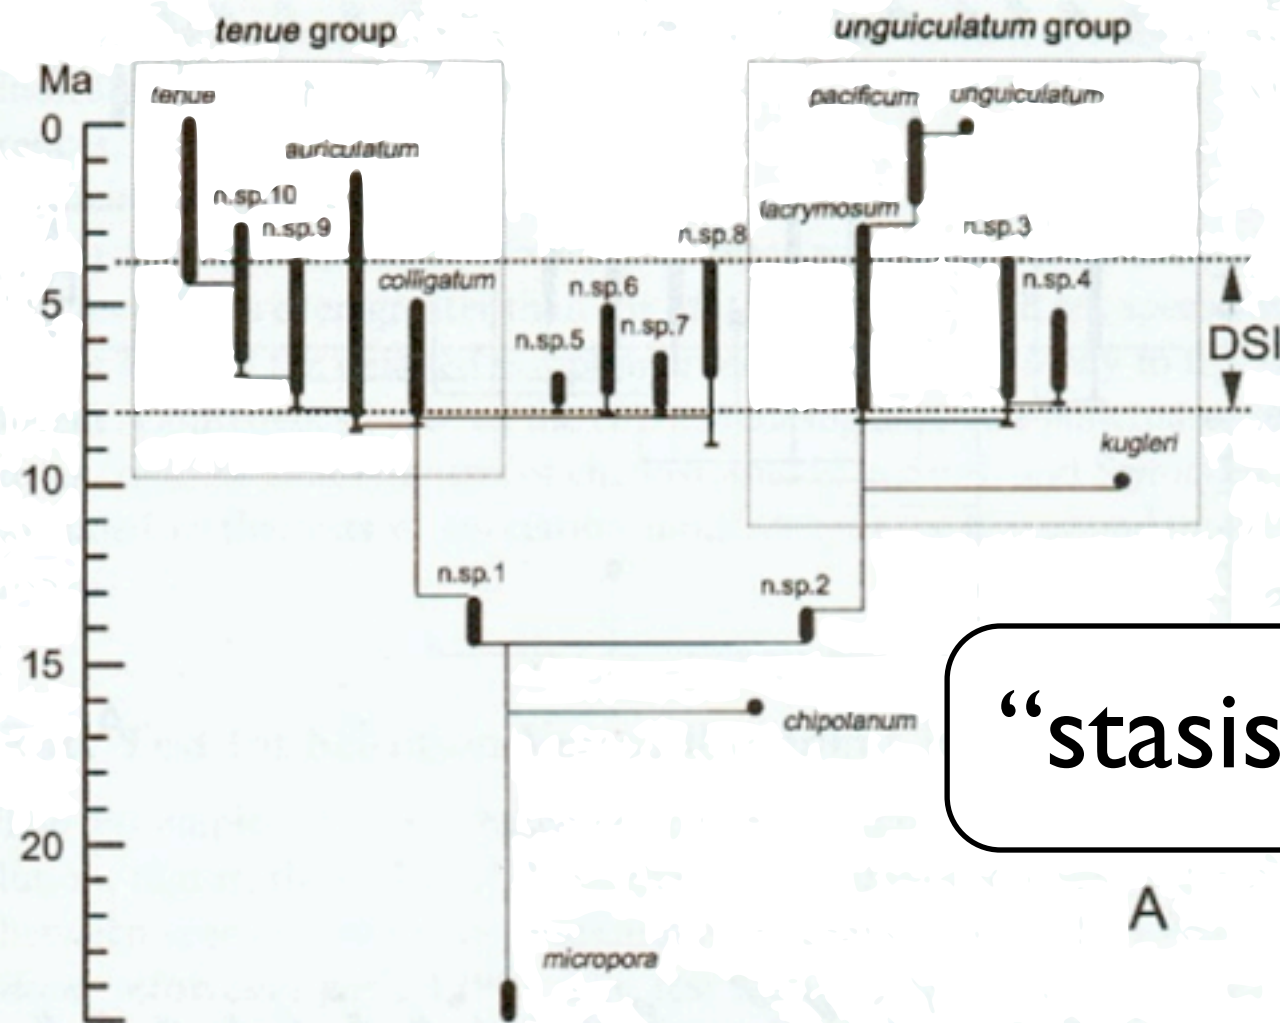 tenue group
unguiculatum group
Ma
tenue
pacificum
unguiculatum
0
auriculatum
n.sp.10
lacrymosum
n.sp.9
n.sp.3
n.sp.8
colligatum
n.sp.6
n.sp.4
5
n.sp.7
n.sp.5
DSI
kugleri
10
n.sp.1
n.sp.2
15
chipolanum
“stasis
20
A
micropora